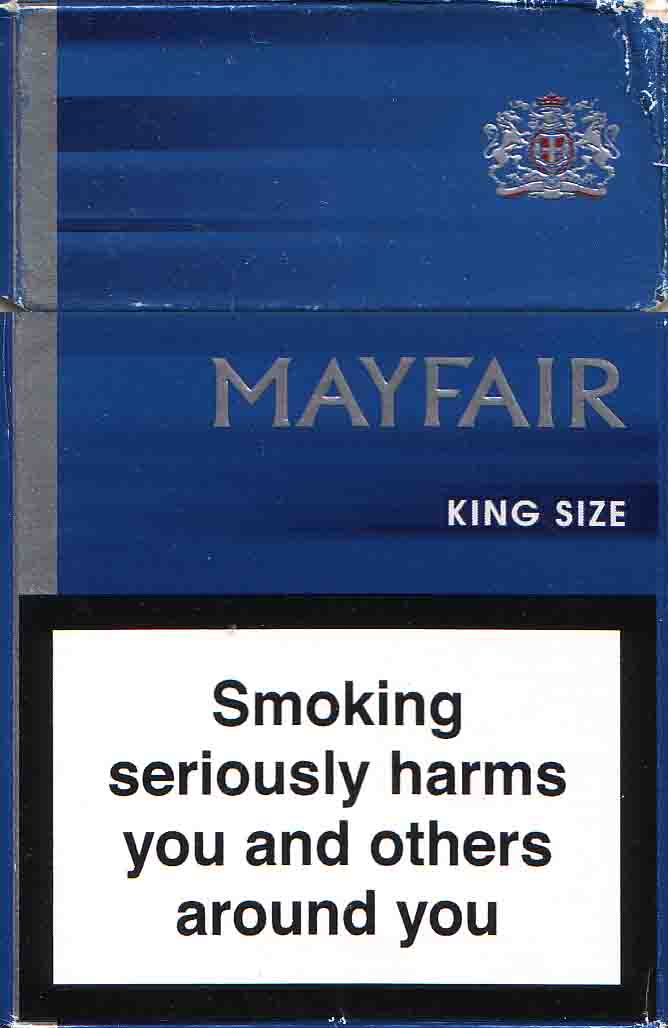 MAYFAIR
KING SIZE
Smoking
seriously harms
you and others
around you